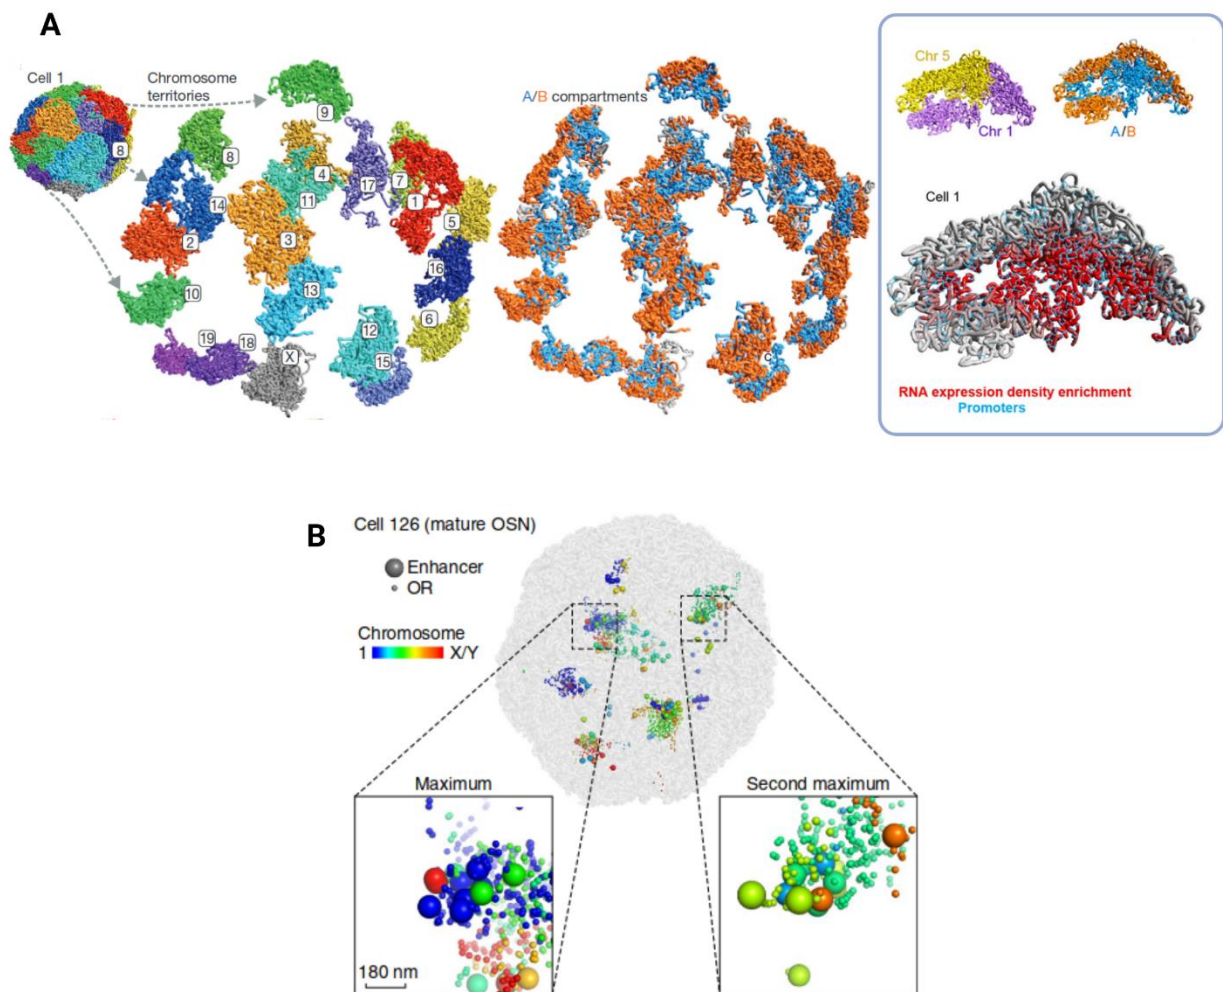 A
Cell 1
Chromosome
territories
8
9
8
14
2
10
19
18
X
4
11
3
13
17
7
1
5
16
6
12
15
A/B compartments
C
Chr 5
Chr 1
A/B
Cell 1
RNA expression density enrichment
Promoters
B
Cell 126 (mature OSN)
Enhancer
OR
Chromosome
1 X/Y
Maximum
180 nm
Second maximum